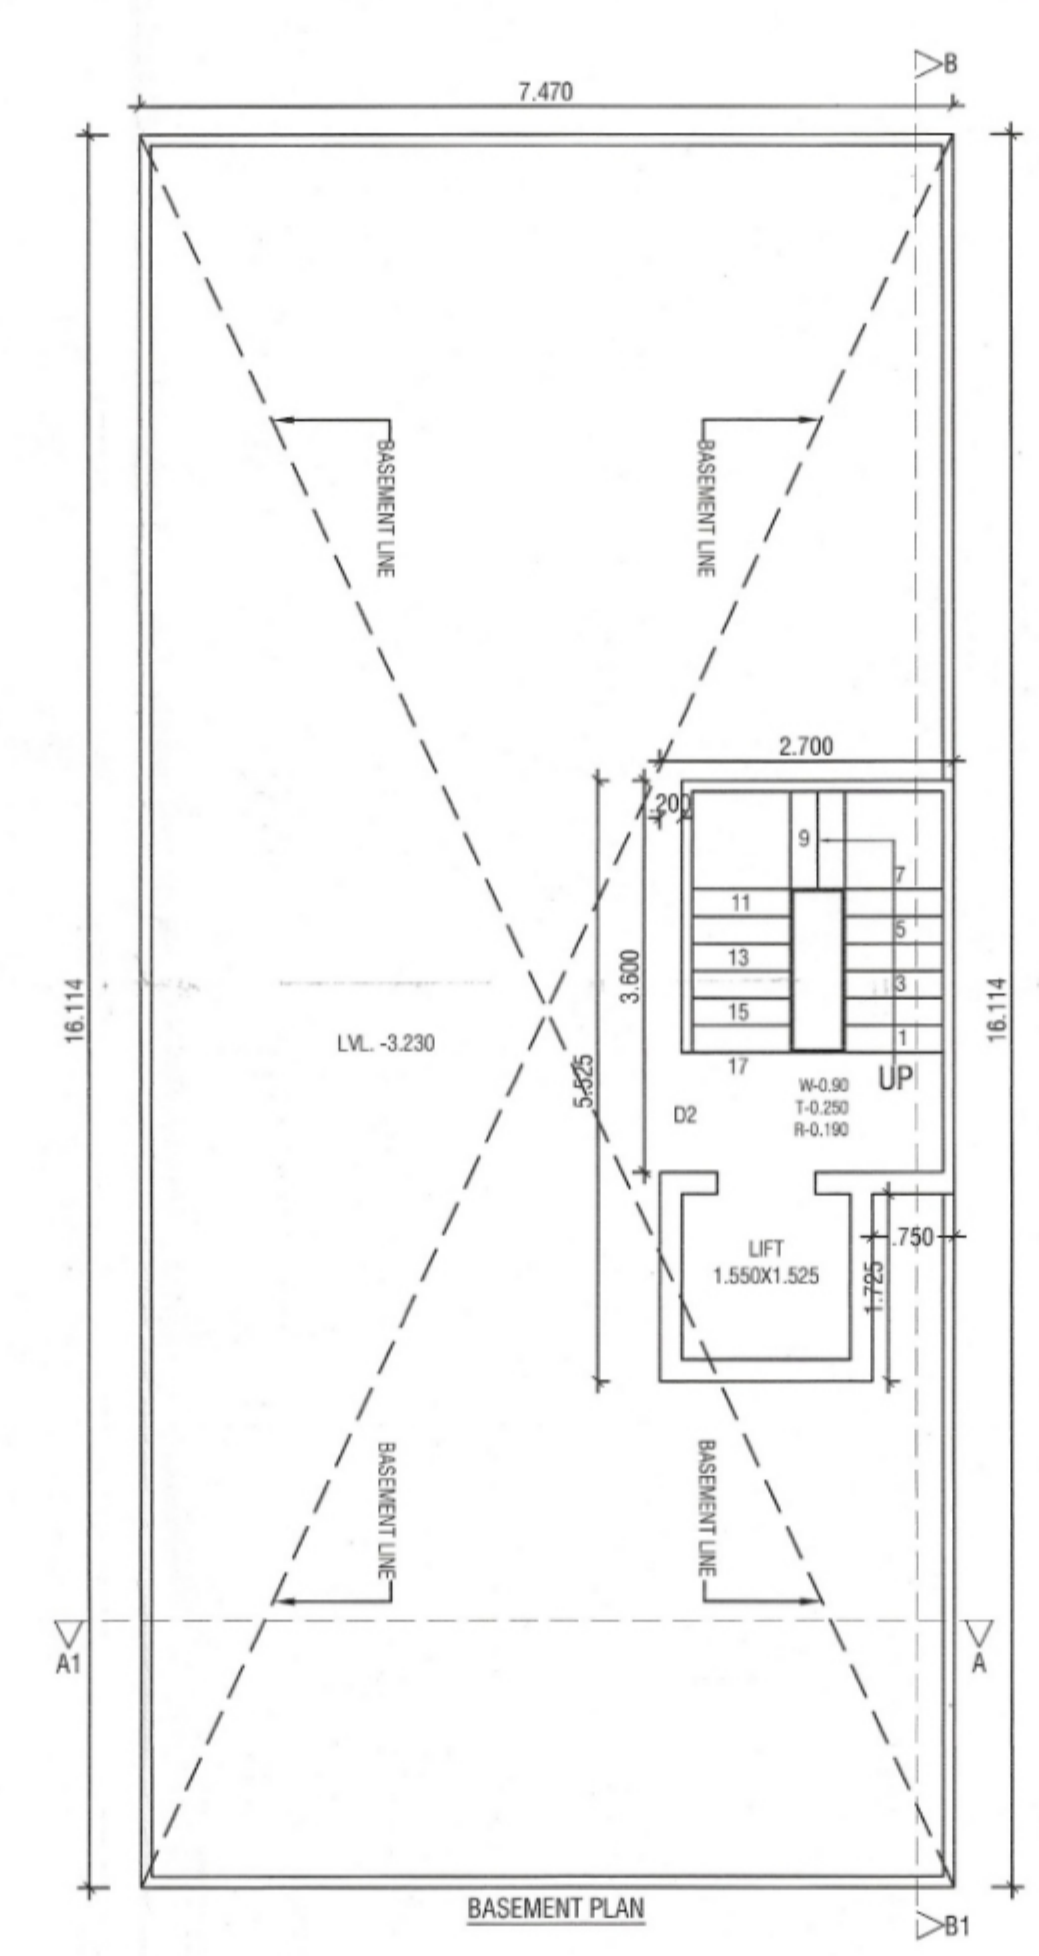 B
7.470
BASEMENT LINE
BASEMENT LINE
2.700
.200
9
7
11
5
13
3
15
1
17
UP
3.600
16.114
16.114
LVL. -3.230
5.525
W-0.90
T-0.250
R-0.190
D2
.750
LIFT
1.550X1.525
1.725
BASEMENT LINE
BASEMENT LINE
A1
A
BASEMENT PLAN
B1